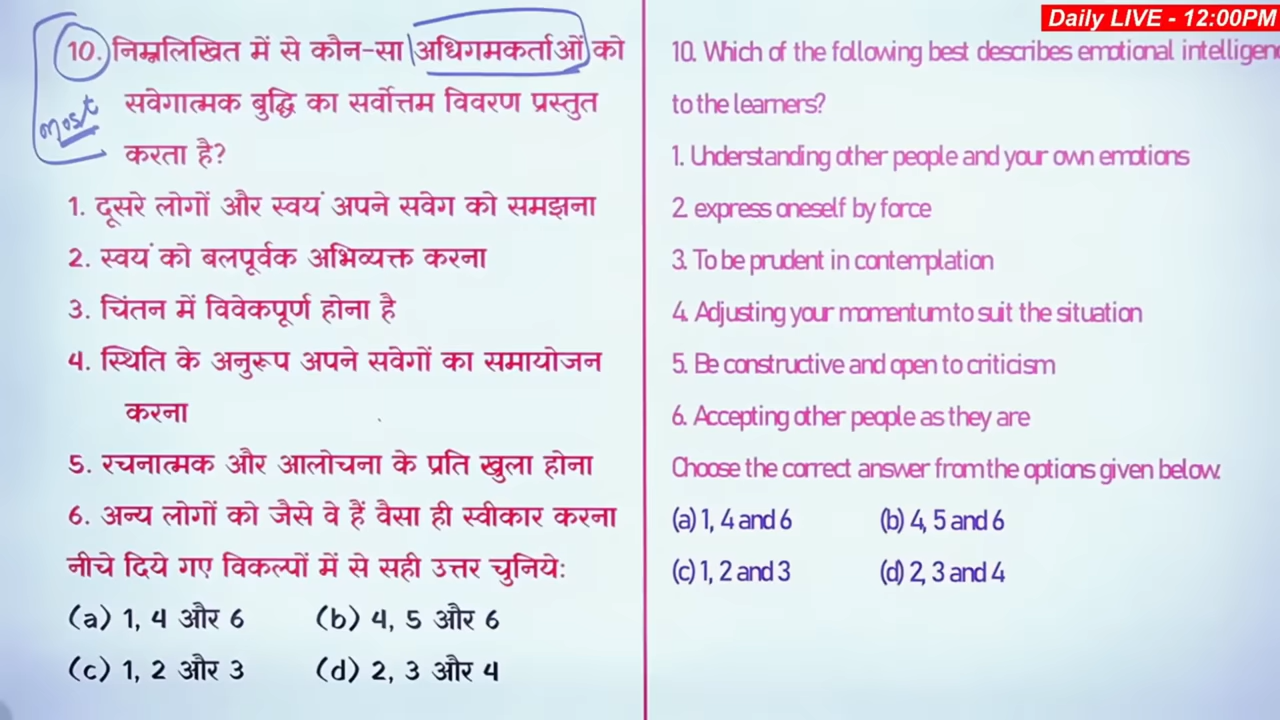 Daily LIVE - 12:00PM
10. निम्नलिखित में से कौन-सा अधिगमकर्ताओं को
सवेगात्मक बुद्धि का सर्वोत्तम विवरण प्रस्तुत
करता है?
most
1. दूसरे लोगों और स्वयं अपने सवेग को समझना
2. स्वयं को बलपूर्वक अभिव्यक्त करना
3. चिंतन में विवेकपूर्ण होना है
4. स्थिति के अनुरूप अपने सवेगों का समायोजन
करना
5. रचनात्मक और आलोचना के प्रति खुला होना
6. अन्य लोगों को जैसे वे हैं वैसा ही स्वीकार करना
नीचे दिये गए विकल्पों में से सही उत्तर चुनिये:
(a) 1, 4 और 6 (b) 4, 5 और 6
(c) 1, 2 और 3 (d) 2, 3 और 4
10. Which of the following best describes emotional intelligen
to the learners?
1. Understanding other people and your own emotions
2. express oneself by force
3. To be prudent in contemplation
4. Adjusting your momentum to suit the situation
5. Be constructive and open to criticism
6. Accepting other people as they are
Choose the correct answer from the options given below.
(a) 1, 4 and 6 (b) 4, 5 and 6
(c) 1, 2 and 3 (d) 2, 3 and 4